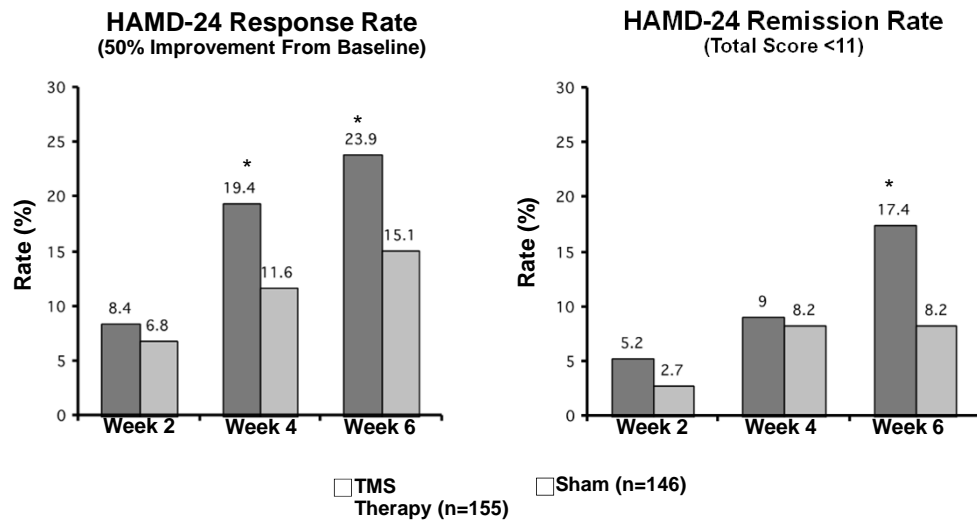 HAMD-24 Response Rate
(50% Improvement From Baseline)
30
25
20
15
10
5
0
Rate (%)
8.4
6.8
*
19.4
11.6
*
23.9
15.1
Week 2
Week 4
Week 6
HAMD-24 Remission Rate
(Total Score <11)
30
25
20
15
10
5
0
Rate (%)
5.2
2.7
9
8.2
*
17.4
8.2
Week 2
Week 4
Week 6
TMS
Therapy (n=155)
Sham (n=146)